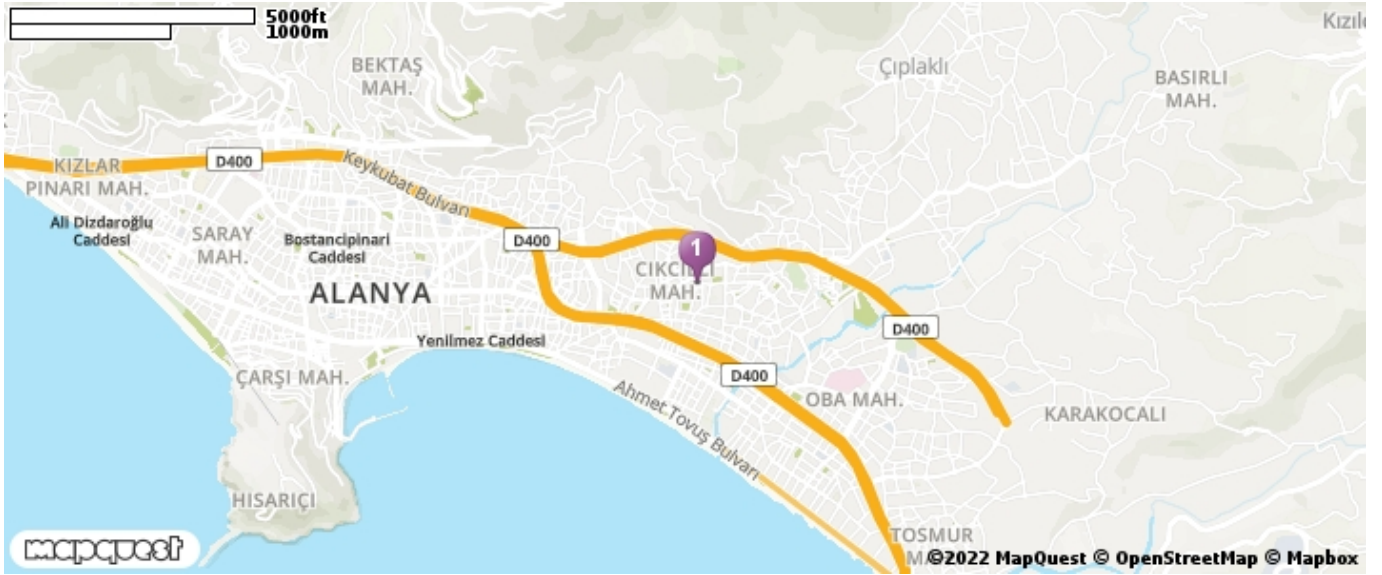 5000ft
1000m
BEKTAŞ
MAH.
Çıplaklı
BASIRLI
MAH.
KIZLAR
PINARI MAH.
D400
Keykubat Bulvarı
Ali Dizdaroğlu
Caddesi
SARAY
MAH.
Bostancipinari
Caddesi
D400
1
MAH.
ALANYA
D400
Yenilmez Caddesi
D400
ÇARŞI MAH.
Ahmet Tovuş Bulvarı
OBA MAH.
KARAKOCALI
HISARIÇI
TOSMUR
mapquest
©2022 MapQuest © OpenStreetMap © Mapbox